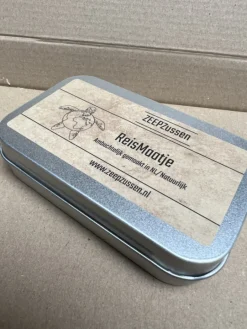 ZEEPZussen
ReisMaatje
Ambachtelijk gemaakt in NL/Natuurlijk
www.zeepzussen.nl